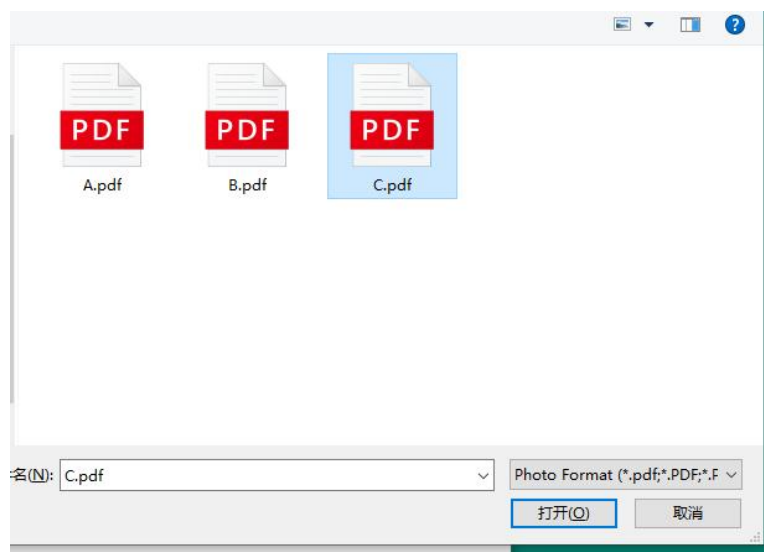 ?
PDF PDF PDF
A.pdf B.pdf C.pdf
名(N): C.pdf Photo Format (*.pdf;*.PDF;*.F
打开(O) 取消